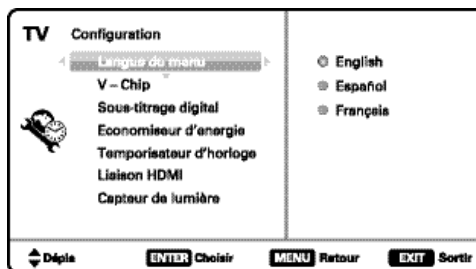 TV
Configuration
Langue du menu
V – Chip
Sous-titrage digital
Economiseur d'energie
Temporisateur d'horloge
Liaison HDMI
Capteur de lumière
English
Español
Français
Dépla
ENTER Choisir
MENU Retour
EXIT Sortir